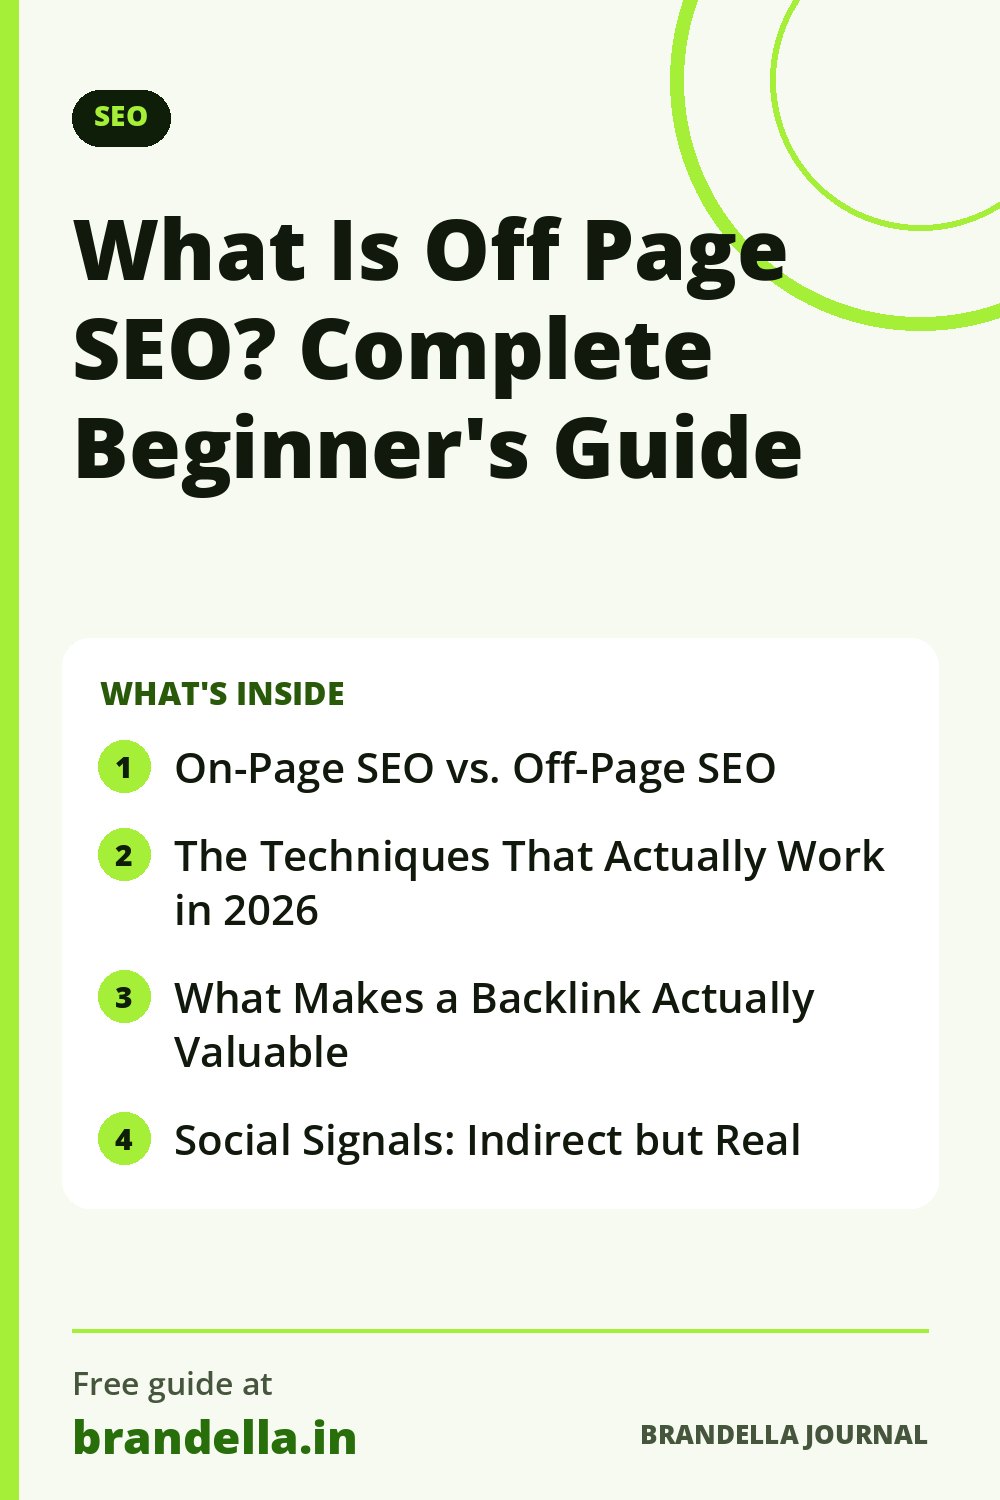 SEO
What Is Off Page
SEO? Complete
Beginner's Guide
WHAT'S INSIDE
1 On-Page SEO vs. Off-Page SEO
2 The Techniques That Actually Work
in 2026
3 What Makes a Backlink Actually
Valuable
4 Social Signals: Indirect but Real
Free guide at
brandella.in
BRANDELLA JOURNAL